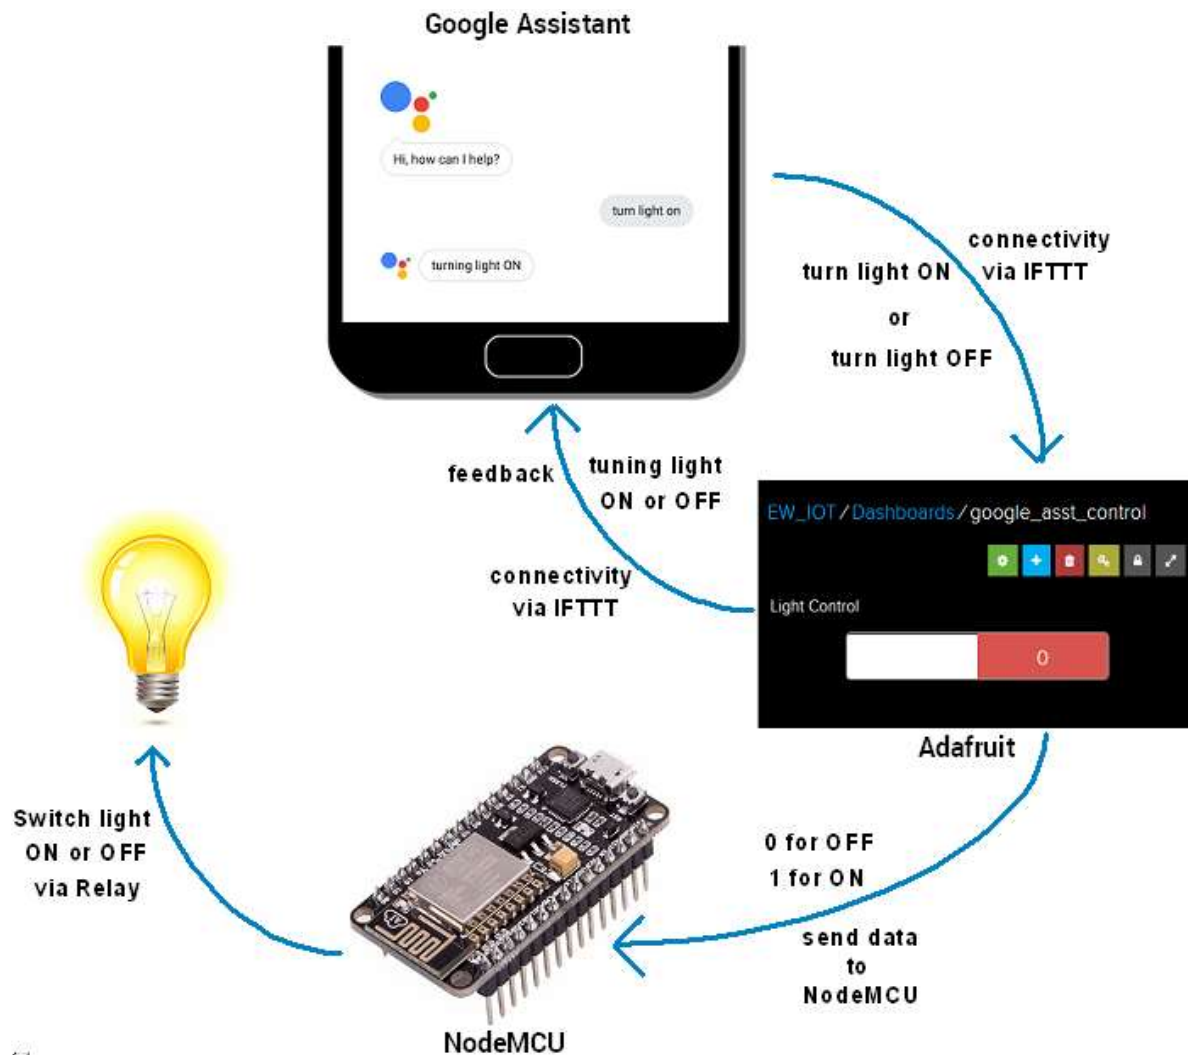 Google Assistant
Hi, how can I help?
turn light on
turning light ON
connectivity
via IFTTT
turn light ON
or
turn light OFF
feedback
tuning light
ON or OFF
connectivity
via IFTTT
EW_IOT / Dashboards / google_asst_control
Light Control
0
Adafruit
Switch light
ON or OFF
via Relay
0 for OFF
1 for ON
send data
to
NodeMCU
NodeMCU